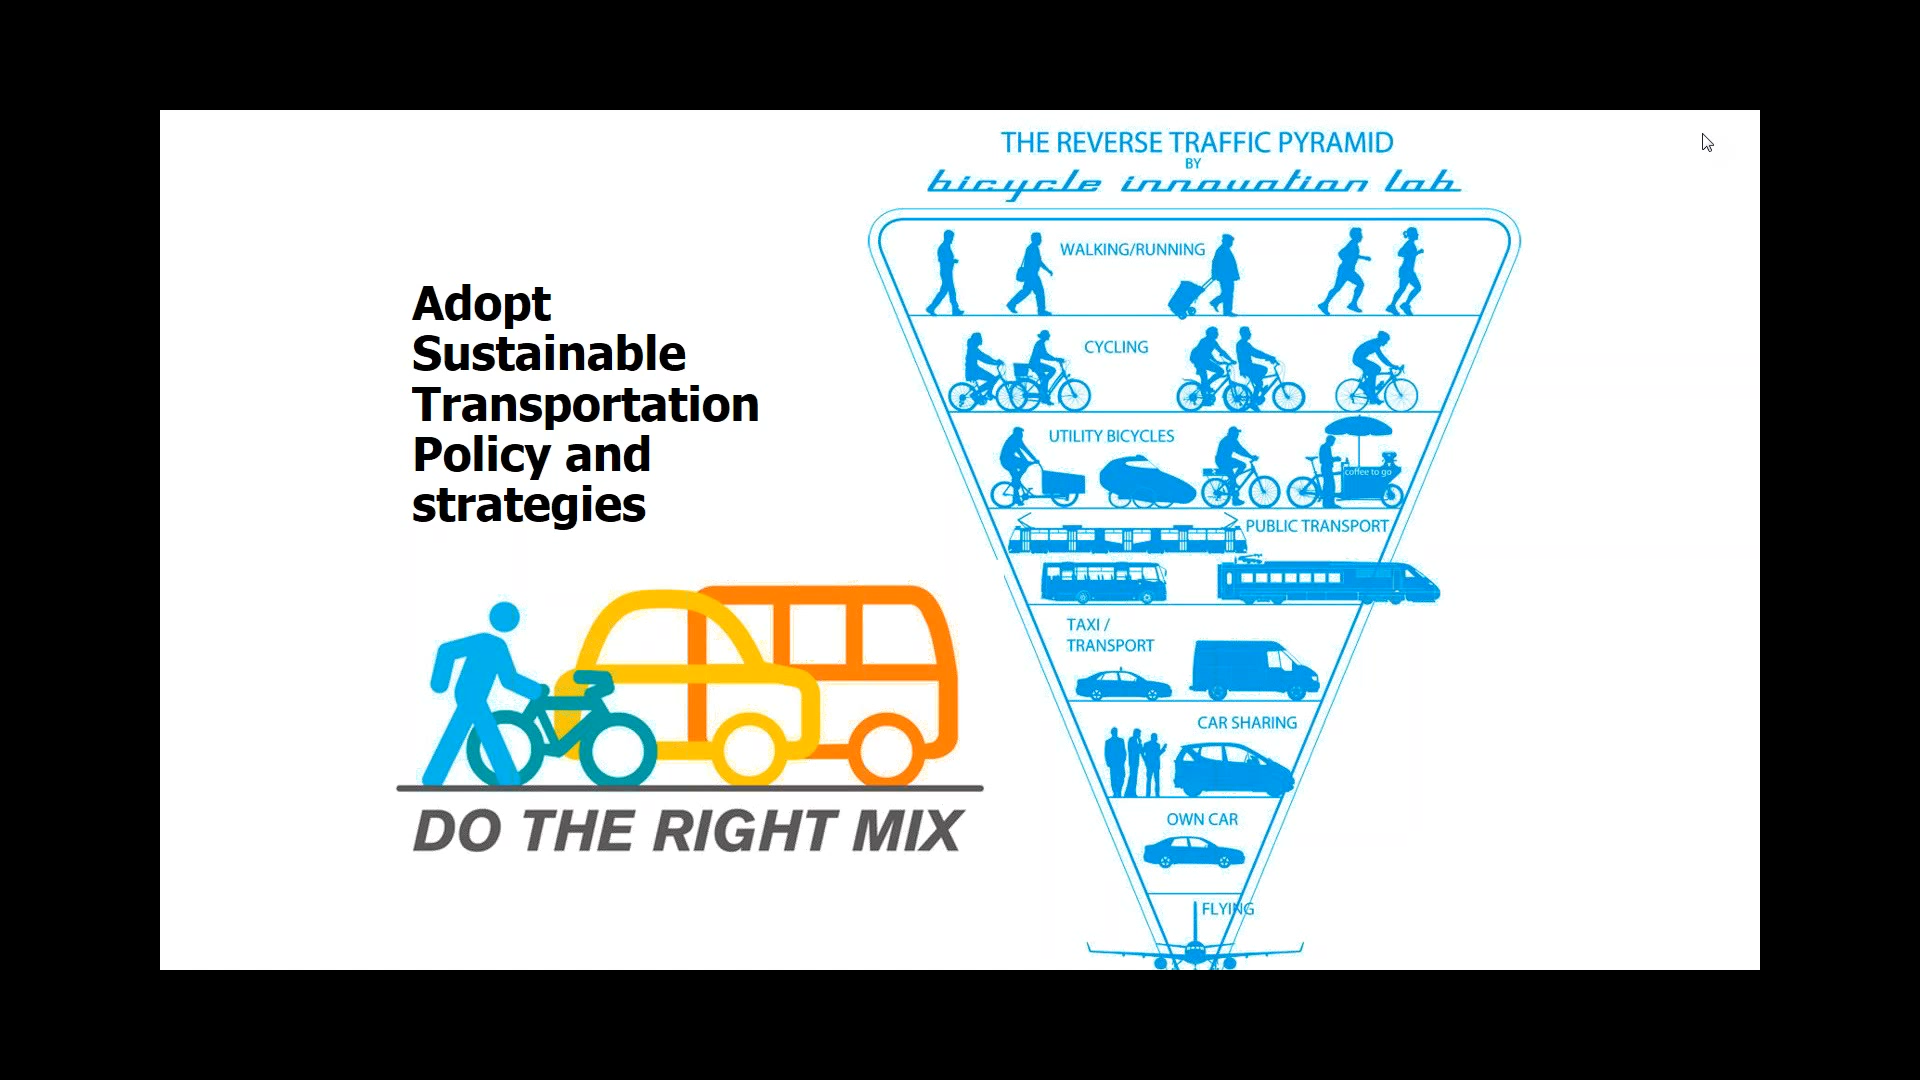 Adopt
Sustainable
Transportation
Policy and
strategies
DO THE RIGHT MIX
THE REVERSE TRAFFIC PYRAMID
BY
bicycle innovation lab
WALKING/RUNNING
CYCLING
UTILITY BICYCLES
coffee to go
PUBLIC TRANSPORT
TAXI /
TRANSPORT
CAR SHARING
OWN CAR
FLYING